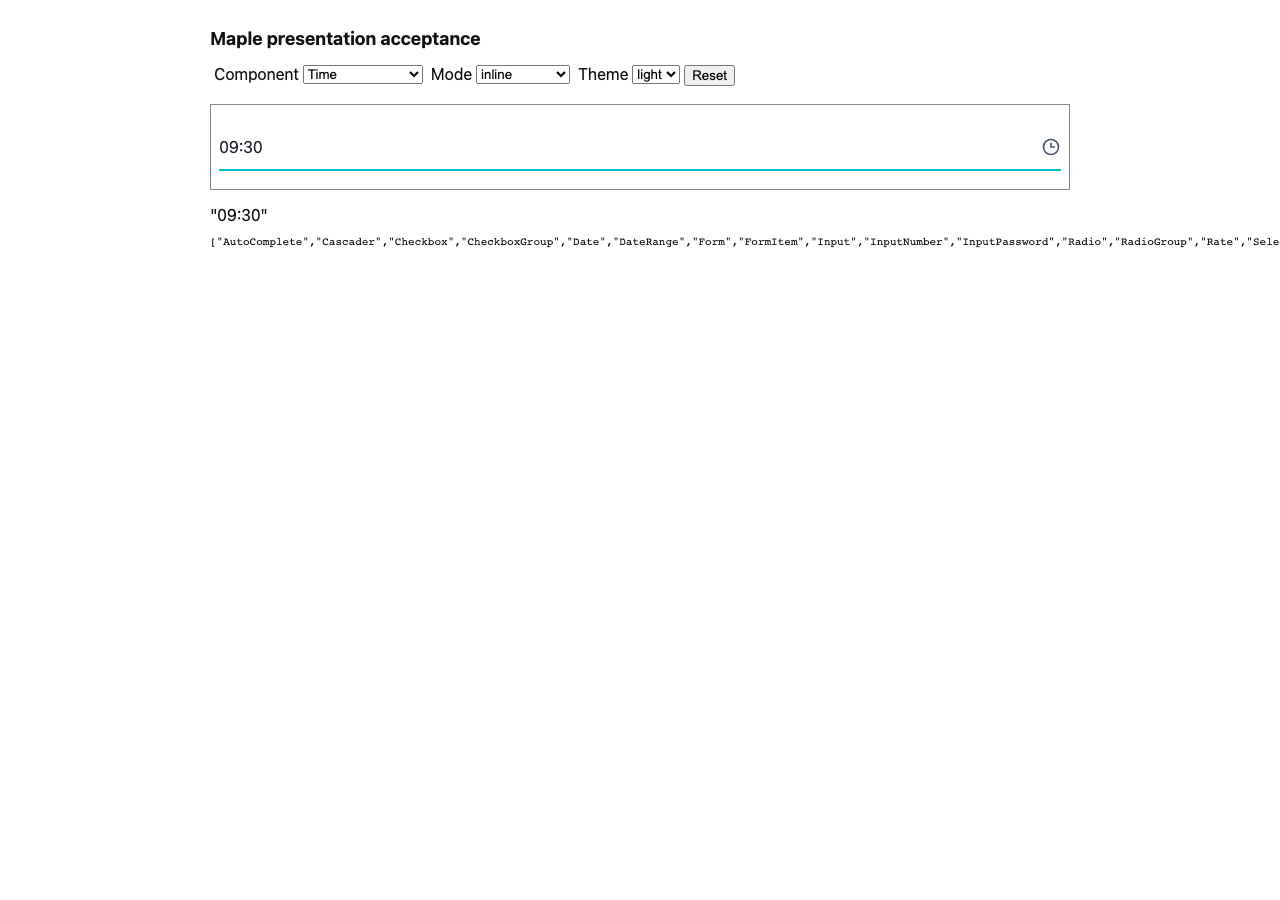 Maple presentation acceptance
Component Time Mode inline Theme light Reset
09:30
"09:30"
["AutoComplete","Cascader","Checkbox","CheckboxGroup","Date","DateRange","Form","FormItem","Input","InputNumber","InputPassword","Radio","RadioGroup","Rate","Sele